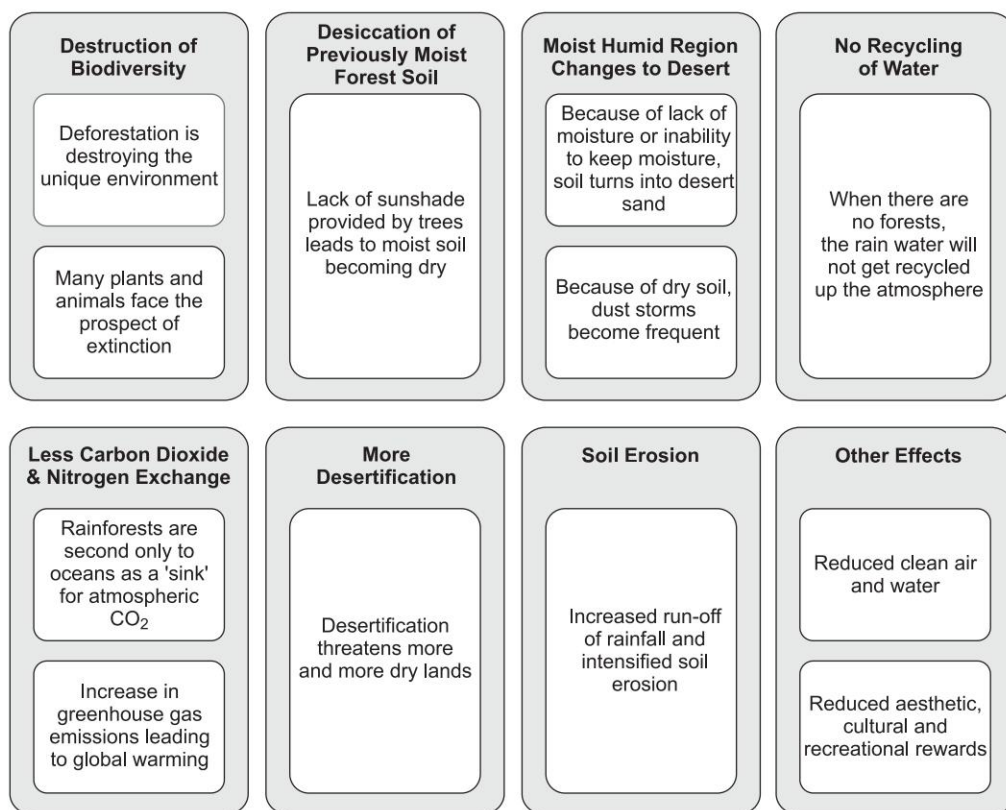 Destruction of
Biodiversity
Deforestation is
destroying the
unique environment
Many plants and
animals face the
prospect of
extinction
Desiccation of
Previously Moist
Forest Soil
Lack of sunshade
provided by trees
leads to moist soil
becoming dry
Moist Humid Region
Changes to Desert
Because of lack of
moisture or inability
to keep moisture,
soil turns into desert
sand
Because of dry soil,
dust storms
become frequent
No Recycling
of Water
When there are
no forests,
the rain water will
not get recycled
up the atmosphere
Less Carbon Dioxide
& Nitrogen Exchange
Rainforests are
second only to
oceans as a 'sink'
for atmospheric
CO₂
Increase in
greenhouse gas
emissions leading
to global warming
More
Desertification
Desertification
threatens more
and more dry lands
Soil Erosion
Increased run-off
of rainfall and
intensified soil
erosion
Other Effects
Reduced clean air
and water
Reduced aesthetic,
cultural and
recreational rewards